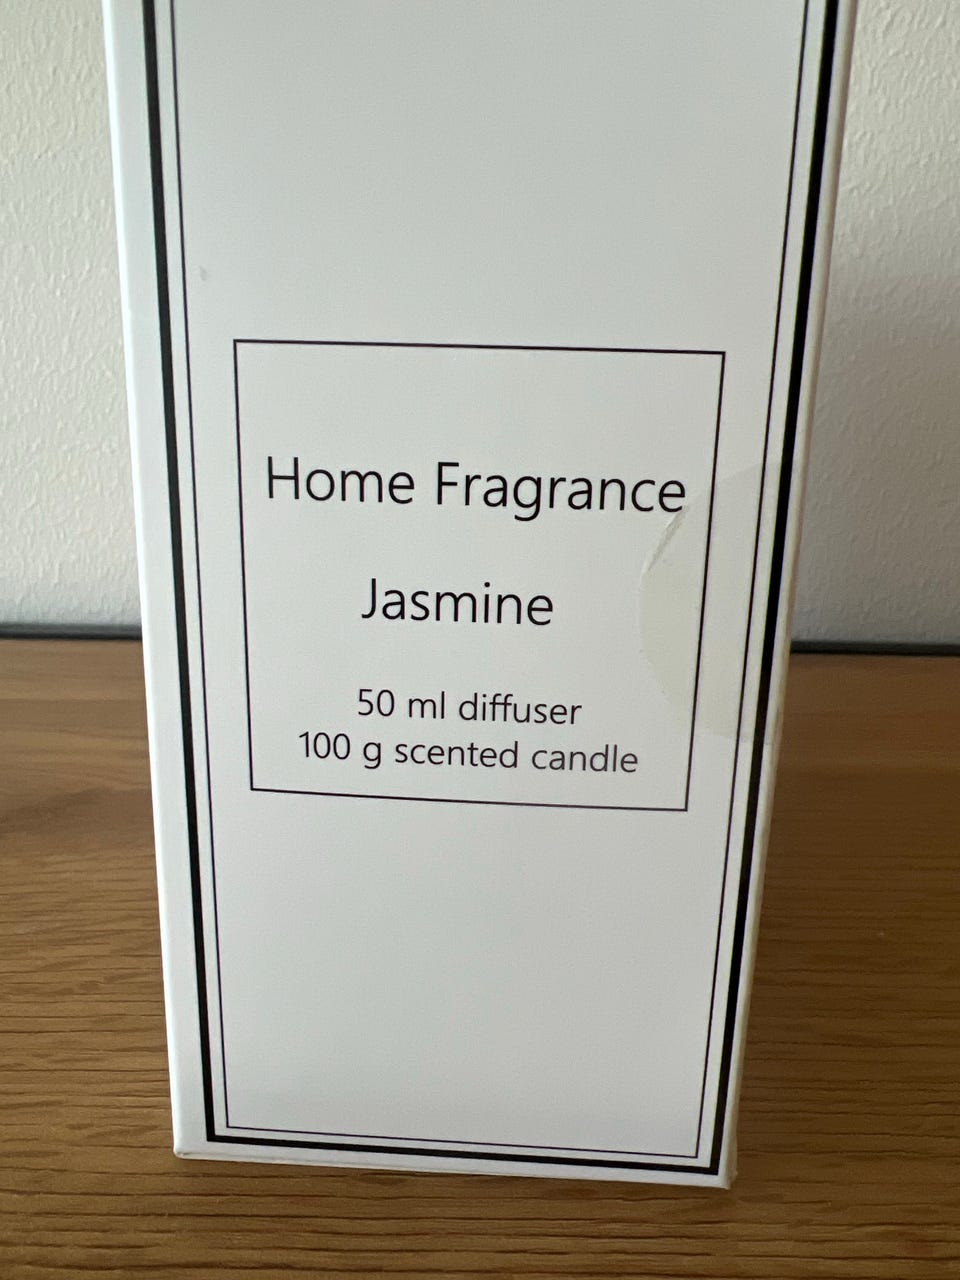 Home Fragrance
Jasmine
50 ml diffuser
100 g scented candle